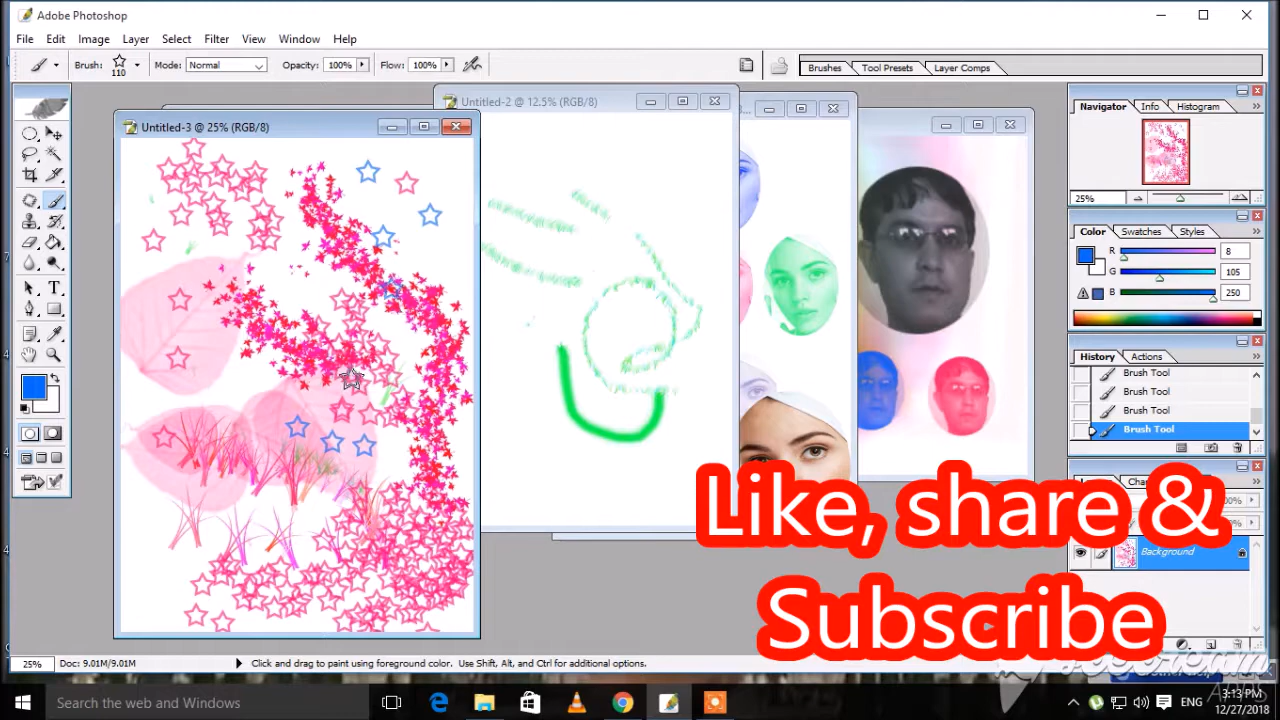 Adobe Photoshop
File Edit Image Layer Select Filter View Window Help
Brush: 110 Mode: Normal Opacity: 100% Flow: 100% Brushes Tool Presets Layer Comps
Untitled-2 @ 12.5% (RGB/8)
Untitled-3 @ 25% (RGB/8)
Navigator Info Histogram
25%
Color Swatches Styles
R 8
G 105
B 250
History Actions
Brush Tool
Brush Tool
Brush Tool
Brush Tool
Background
Like, share &
Subscribe
25% Doc: 9.01M/9.01M Click and drag to paint using foreground color. Use Shift, Alt, and Ctrl for additional options.
Search the web and Windows
ENG
3:13 PM
12/27/2018